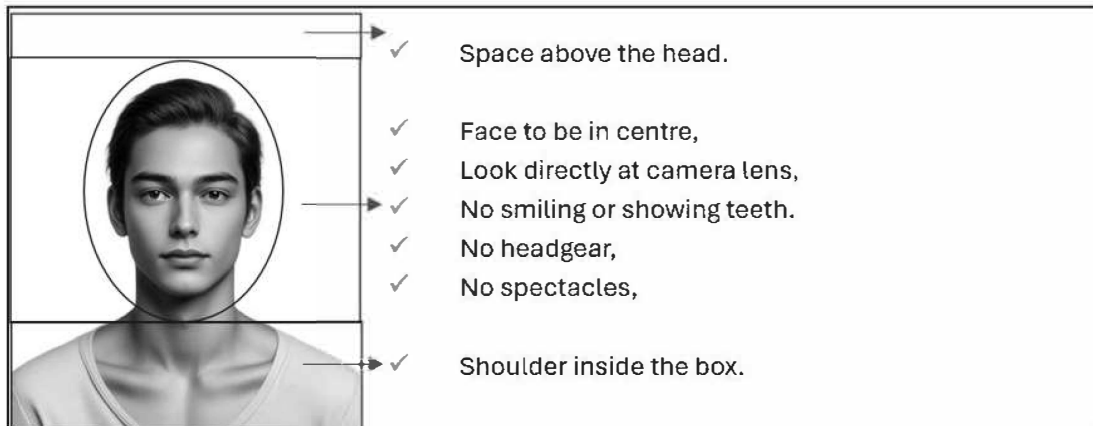 ✓ Space above the head.
✓ Face to be in centre,
✓ Look directly at camera lens,
✓ No smiling or showing teeth.
✓ No headgear,
✓ No spectacles,
✓ Shoulder inside the box.